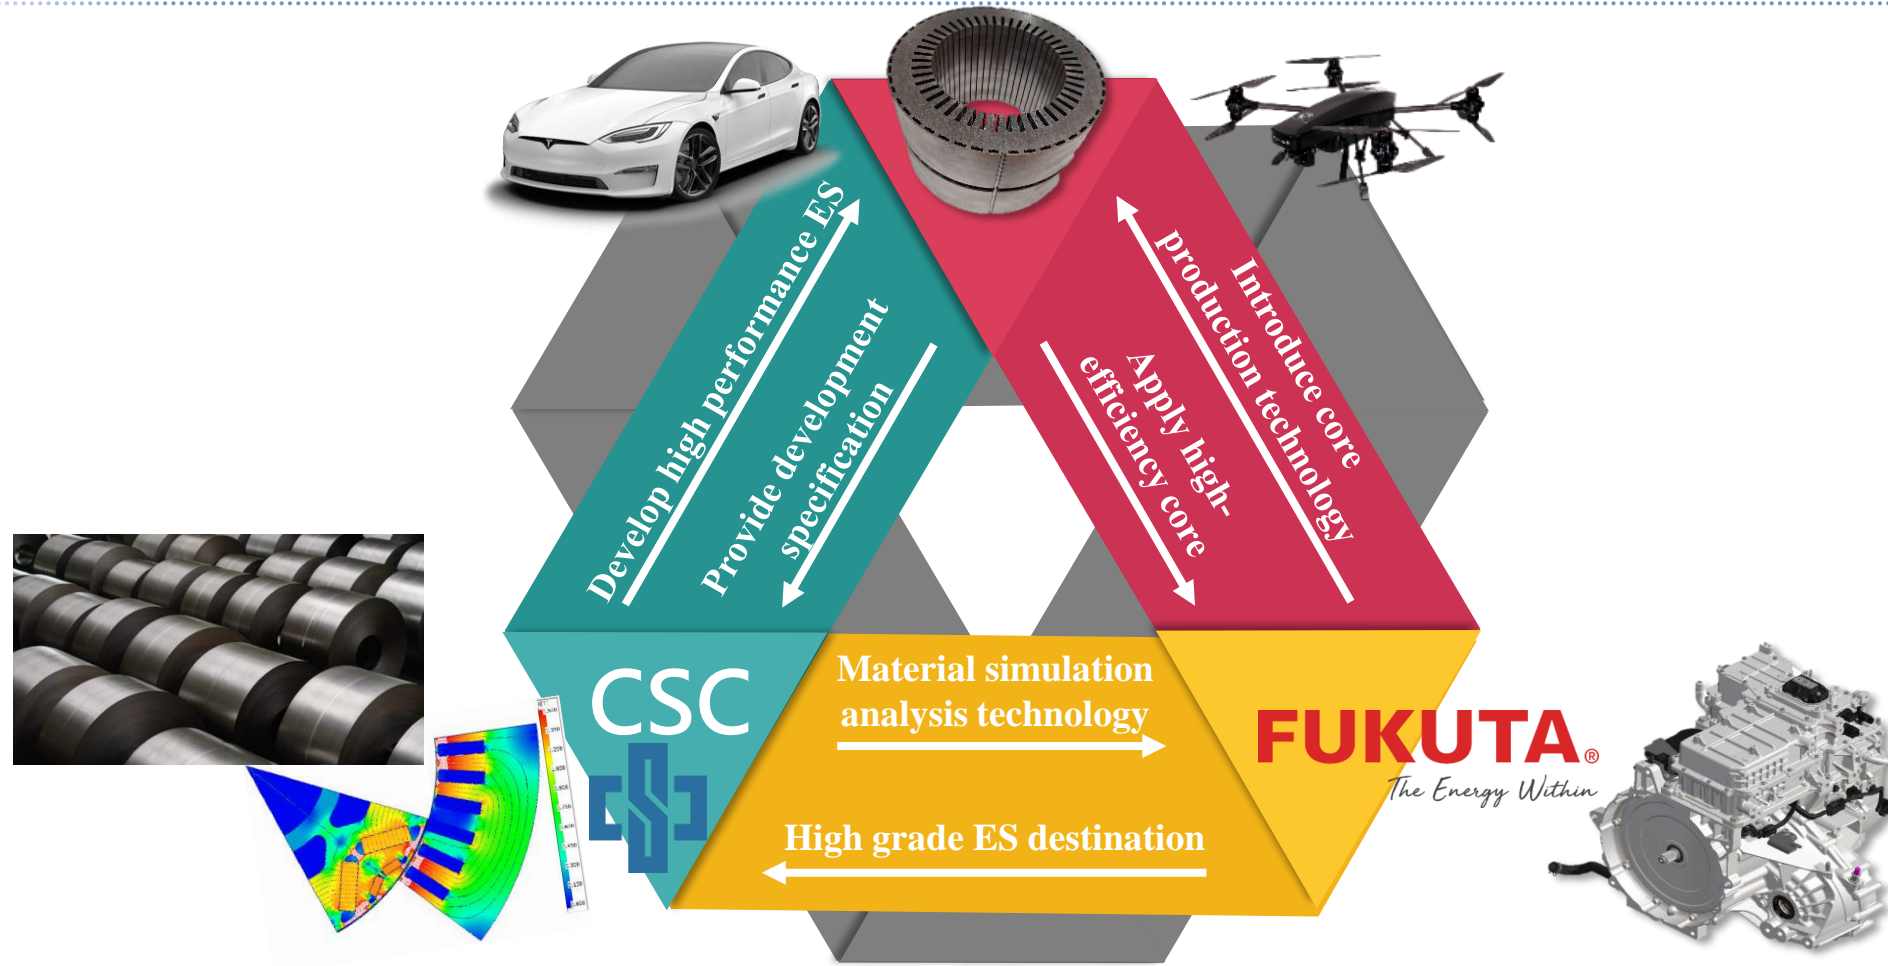 Develop high performance ES
Provide development
specification
Introduce core
production technology
Apply high-
efficiency core
CSC
Material simulation
analysis technology
High grade ES destination
FUKUTA®
The Energy Within